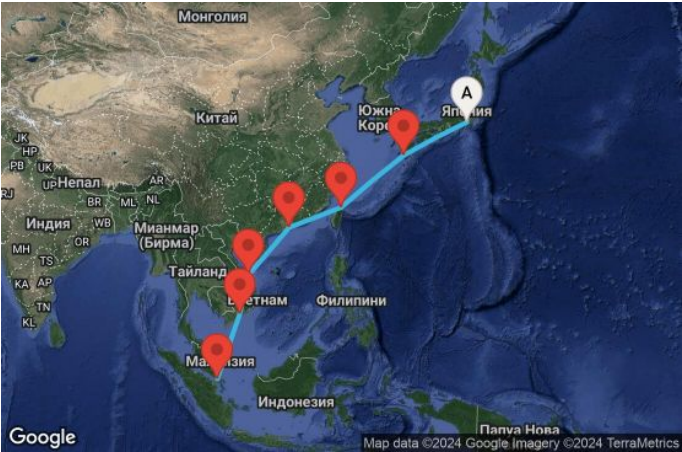 Монголия
A
Южна
Коре
Япония
Китай
JK
HP
PB
UK
UP
Непал
AR
RJ
BR
ML
NL
Индия
WB
Мианмар
(Бирма)
OR
MH
TS
Тайланд
KA
AP
Виетнам
Филипини
TN
KL
Малайзия
Индонезия
Папуа Нова
Google
Map data ©2024 Google Imagery ©2024 TerraMetrics